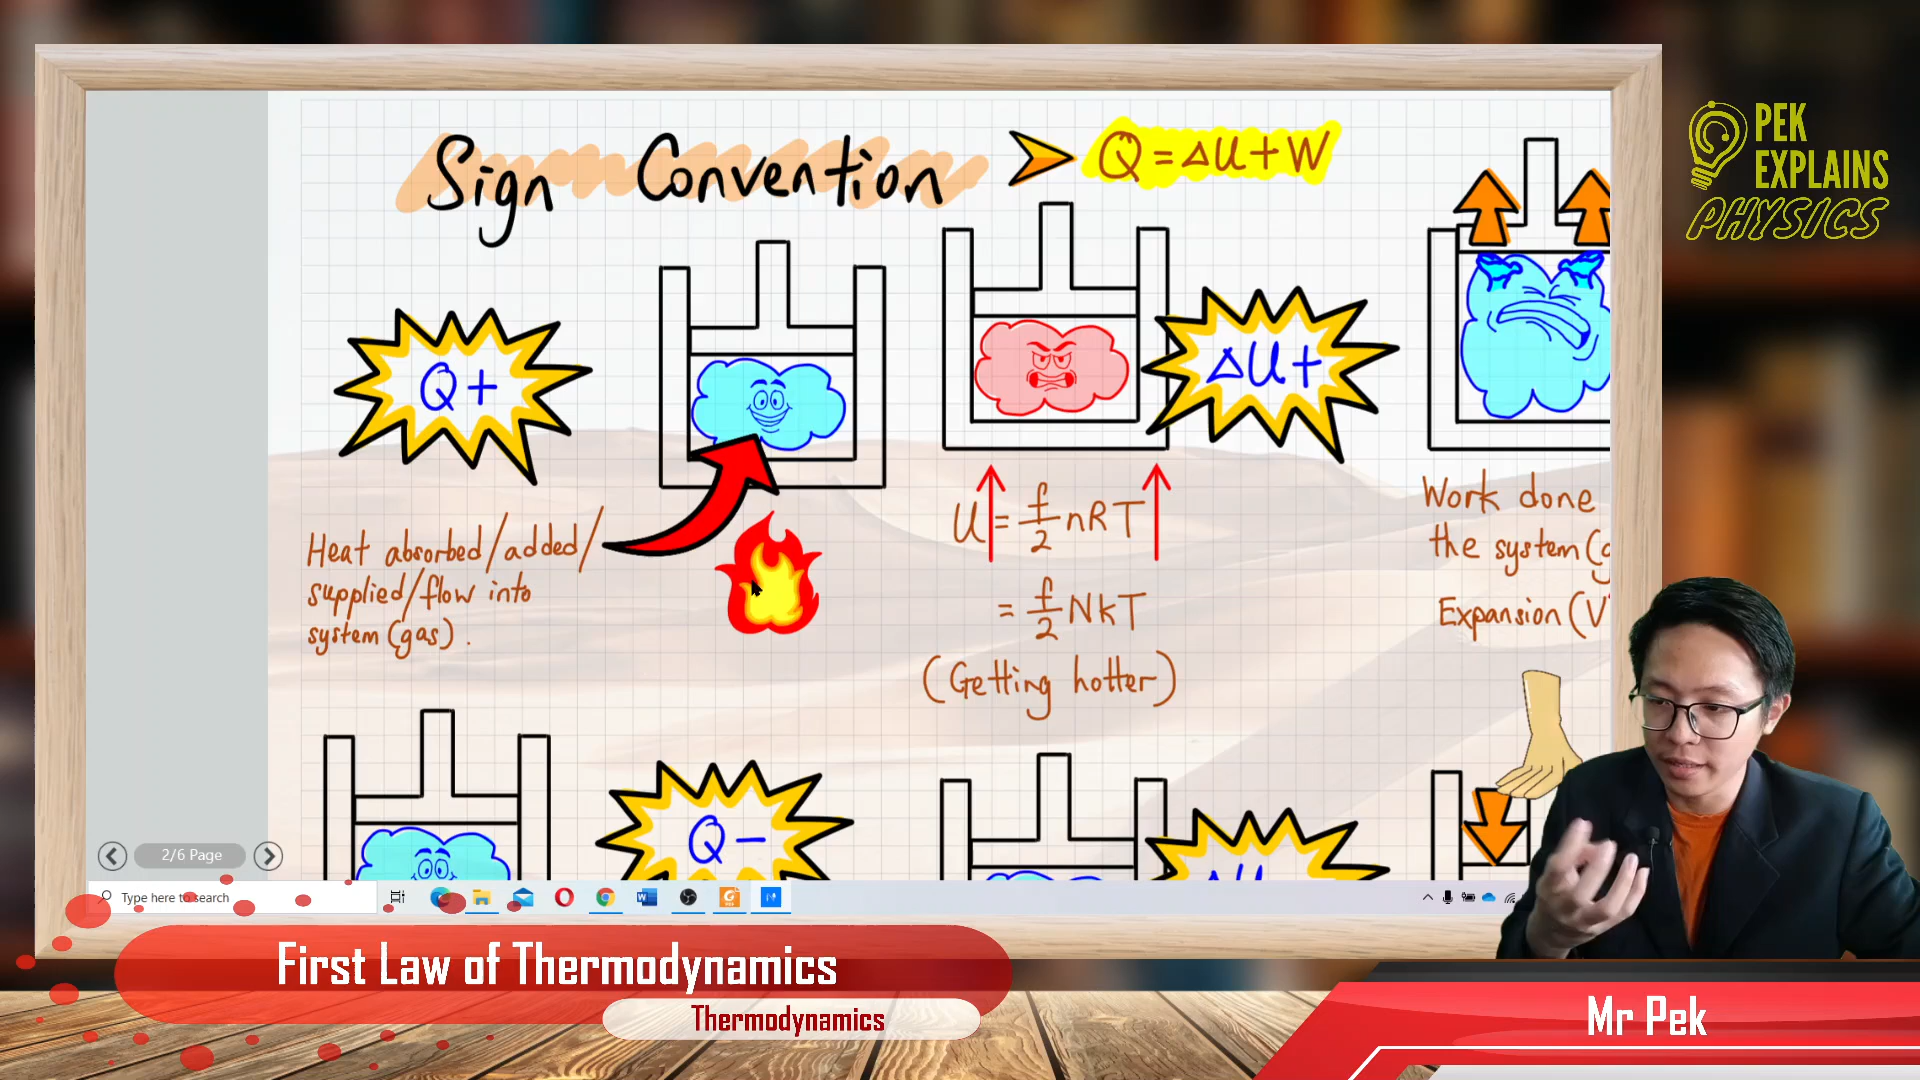 Sign Convention
Q = ΔU + W
PEK
EXPLAINS
PHYSICS
Q +
ΔU +
Heat absorbed/added/
supplied/flow into
system (gas).
U = f/2 nRT
= f/2 NkT
(Getting hotter)
Work done
the system (g
Expansion (V
Q −
ΔU
2/6 Page
Type here to search
First Law of Thermodynamics
Thermodynamics
Mr Pek